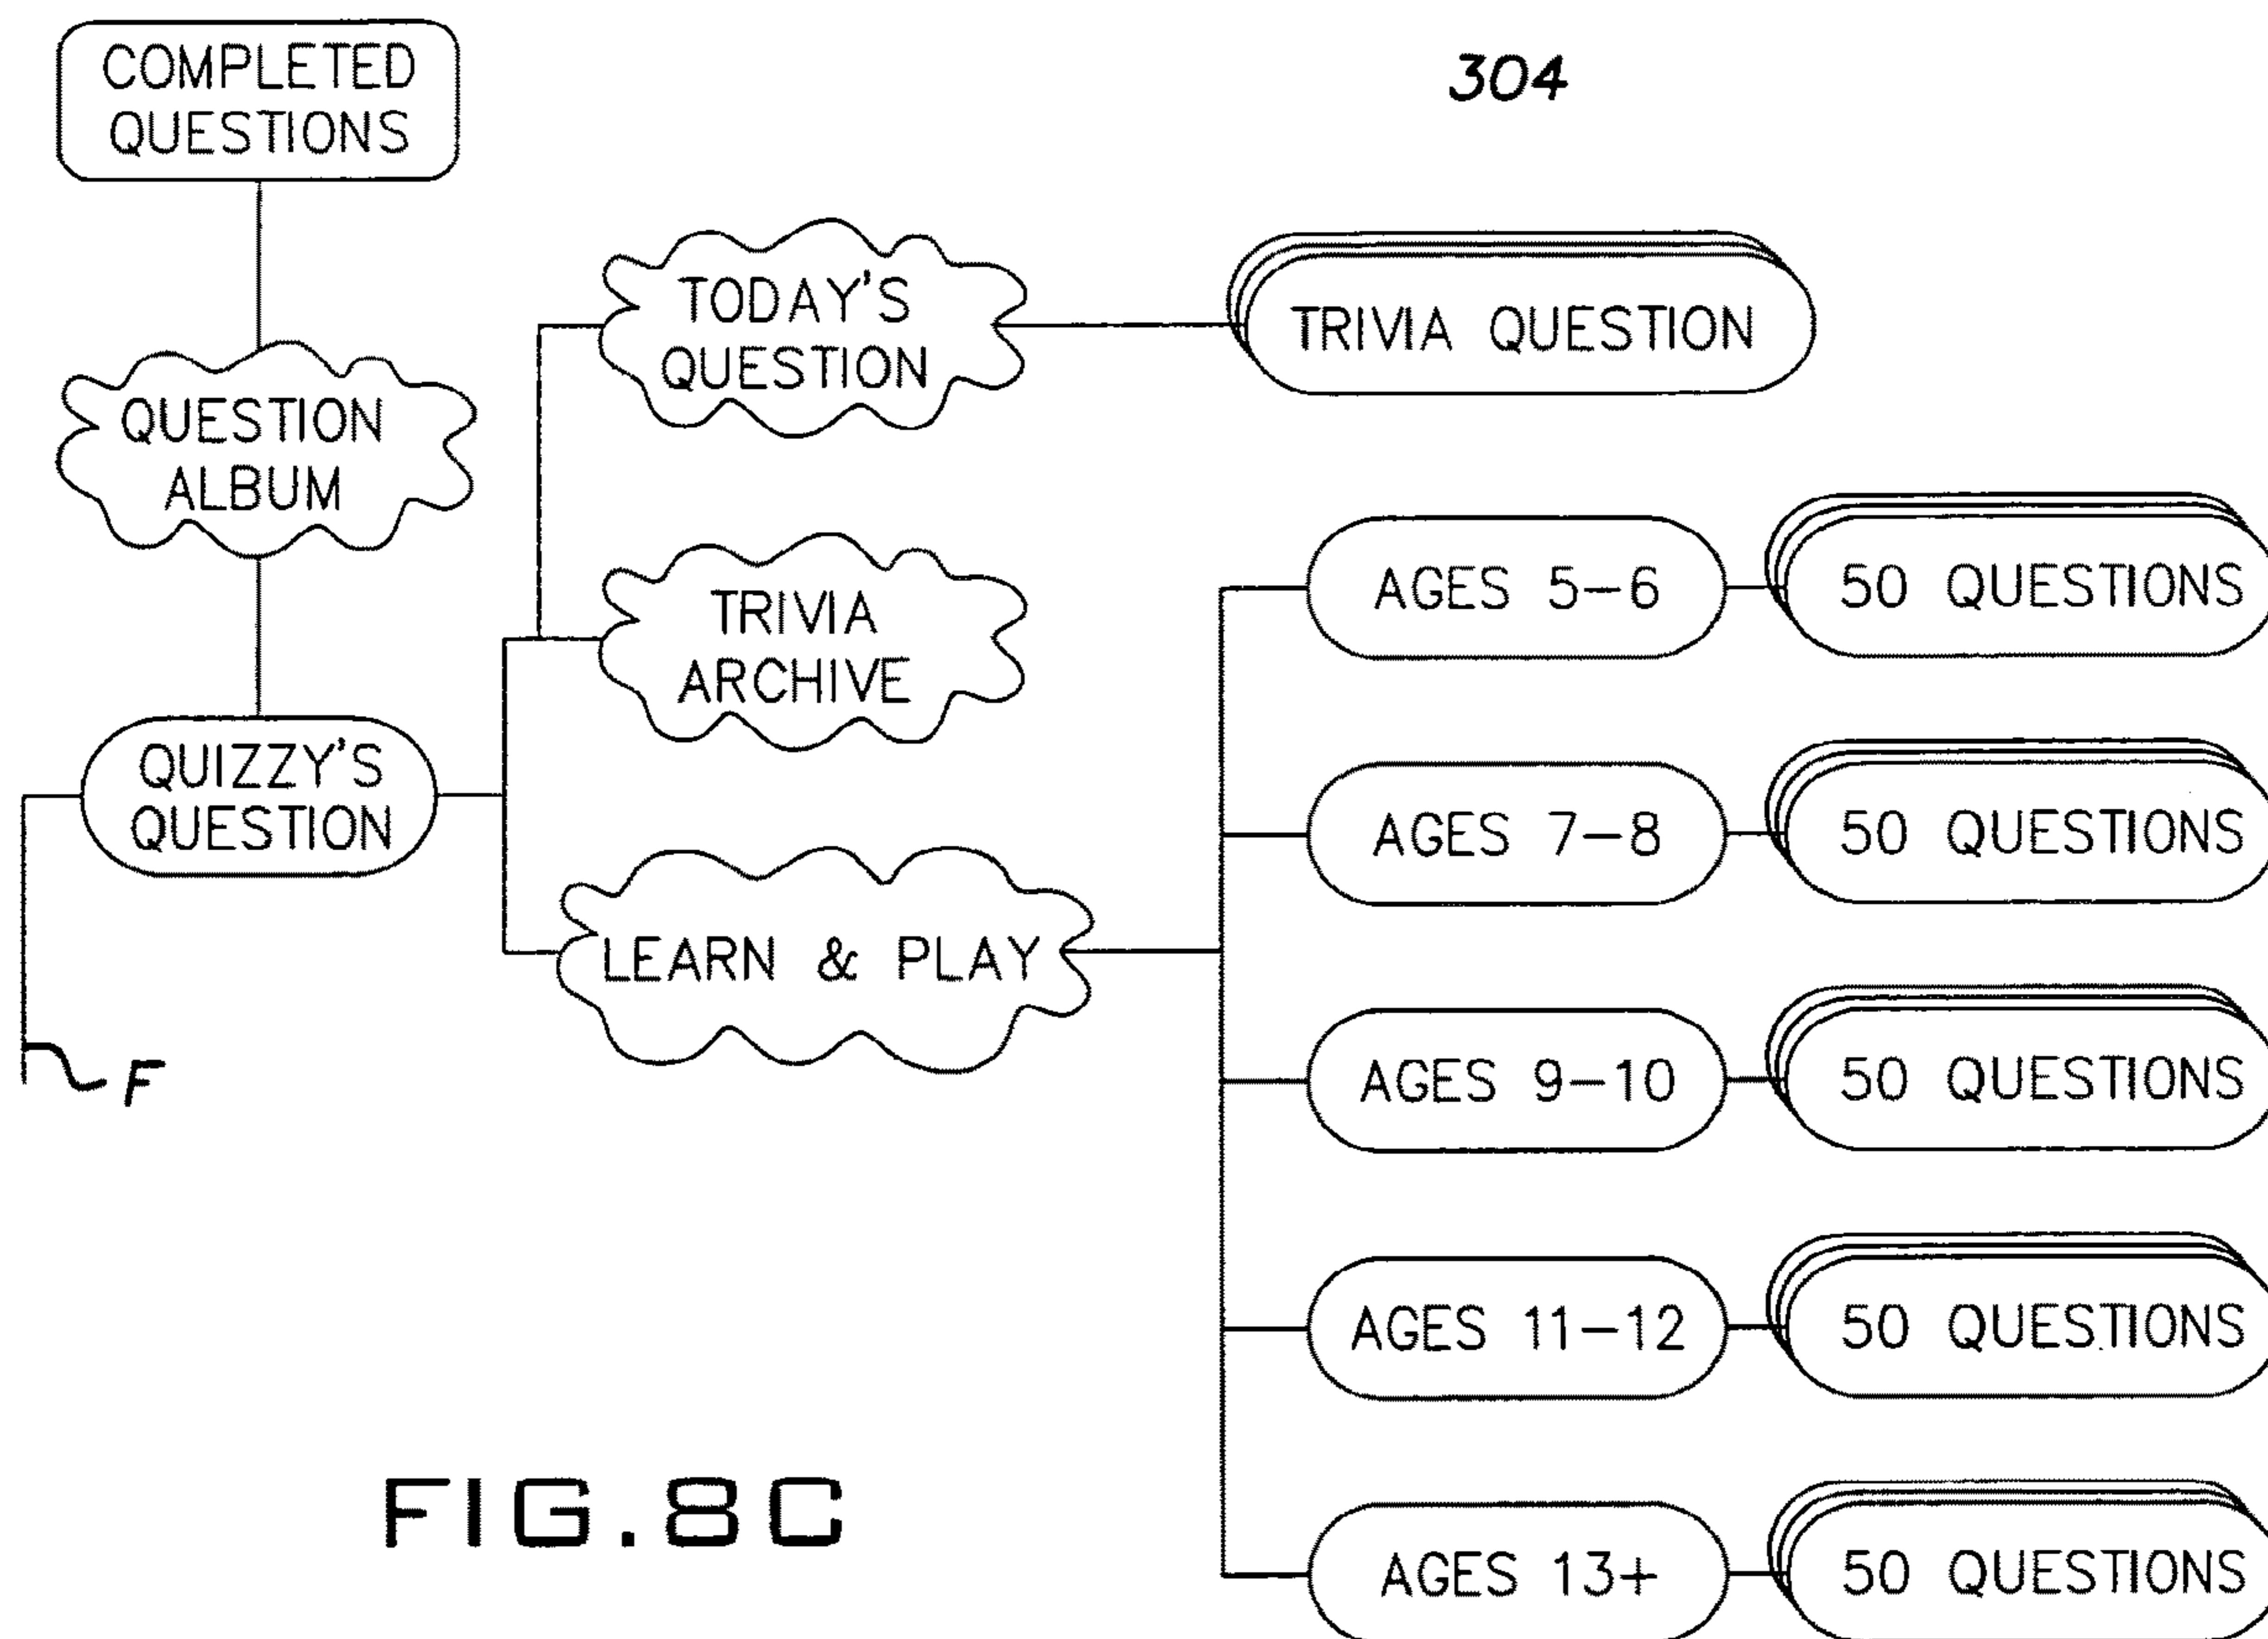 COMPLETED
QUESTIONS
304
TODAY'S
QUESTION
TRIVIA QUESTION
QUESTION
ALBUM
TRIVIA
ARCHIVE
AGES 5-6
50 QUESTIONS
QUIZZY'S
QUESTION
AGES 7-8
50 QUESTIONS
LEARN & PLAY
F
AGES 9-10
50 QUESTIONS
AGES 11-12
50 QUESTIONS
AGES 13+
50 QUESTIONS
FIG.8C